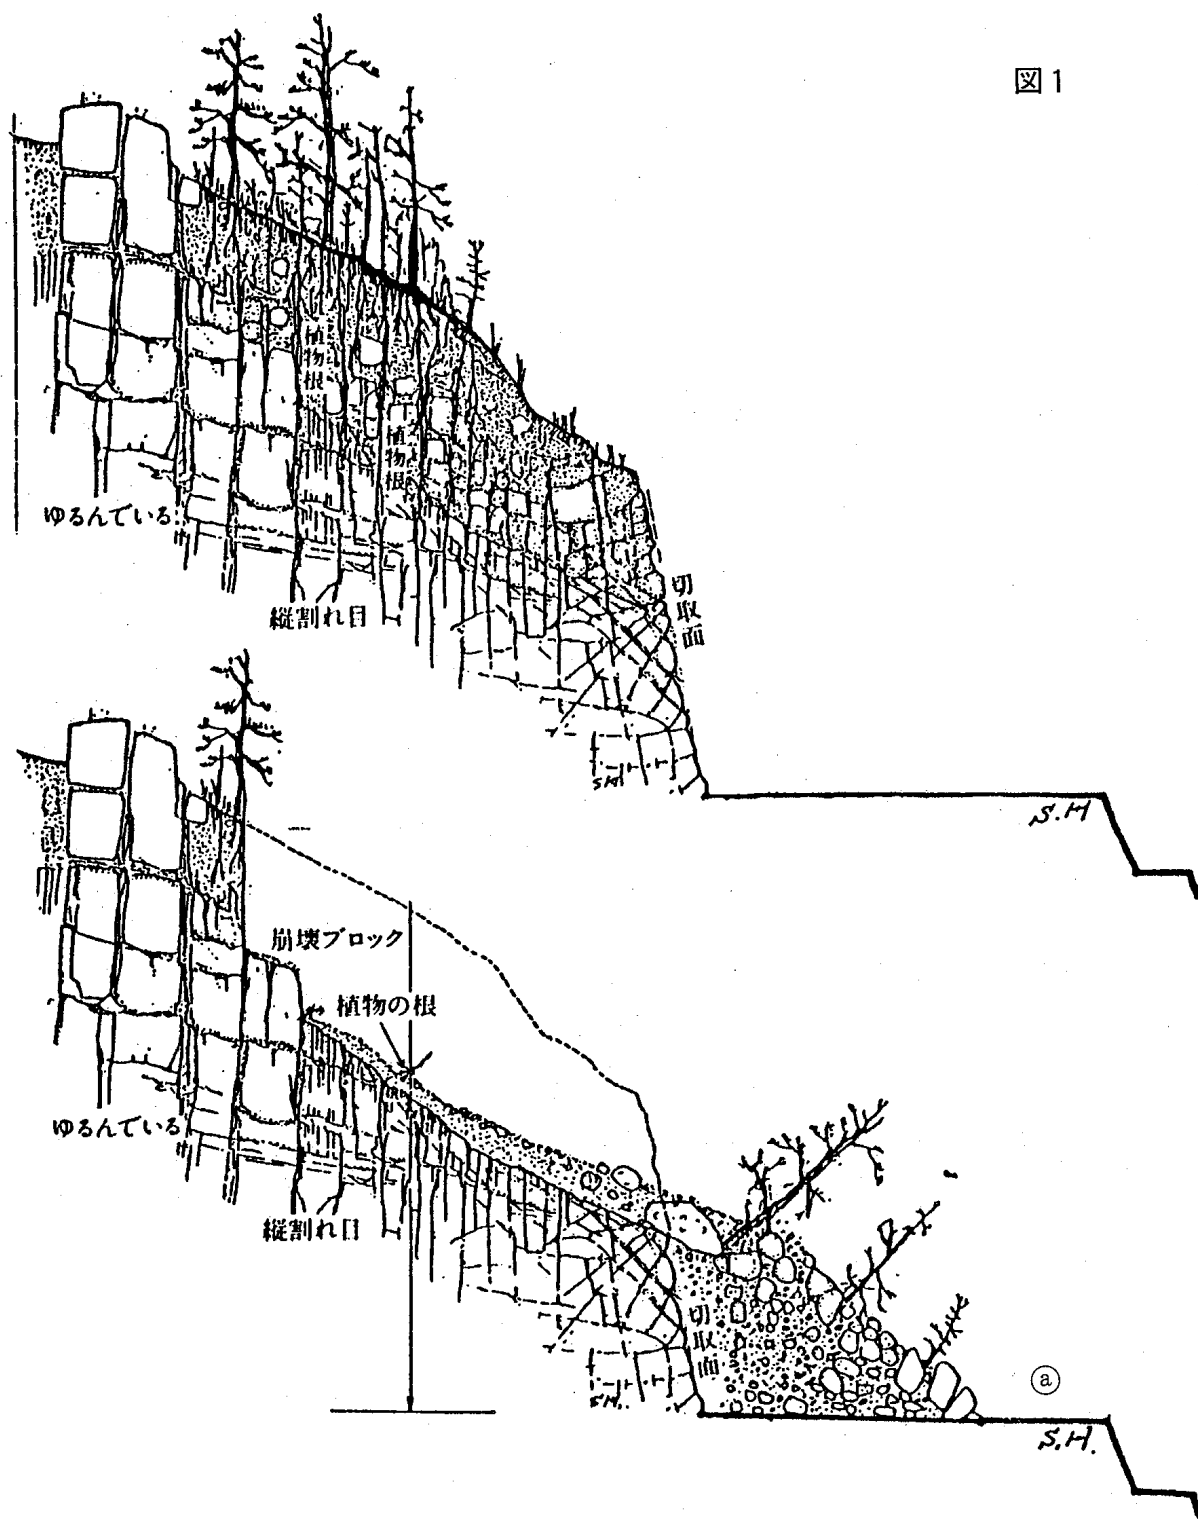 図1
植物根
植物根
ゆるんでいる
縦割れ目
切取面
S.H
崩壊ブロック
植物の根
ゆるんでいる
縦割れ目
切取面
ⓐ
S.H.